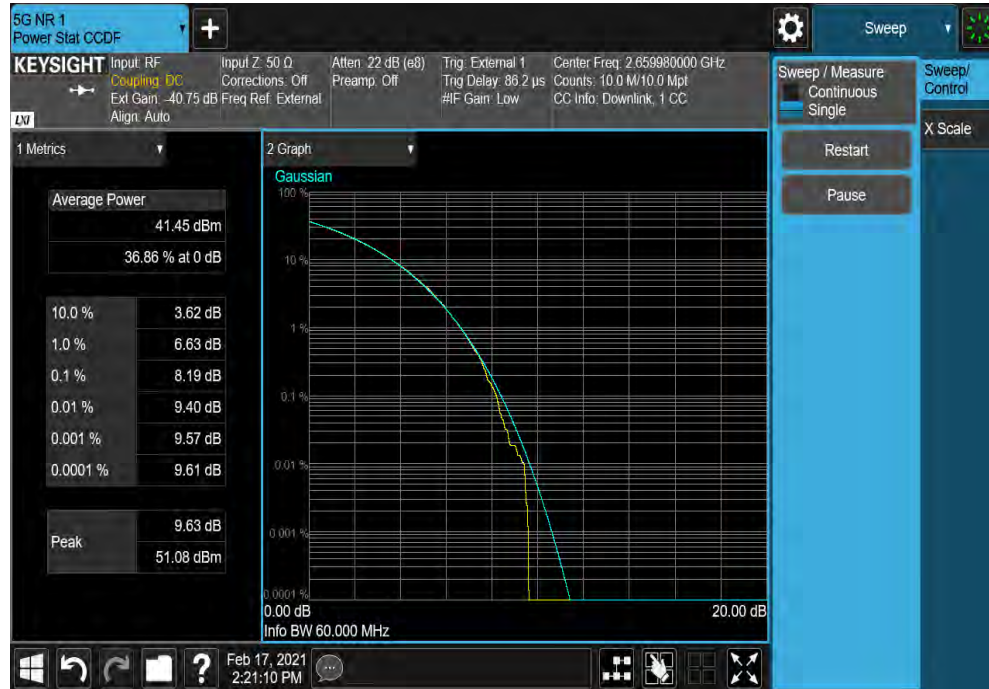 5G NR 1
Power Stat CCDF
+
Sweep
KEYSIGHT
LXI
Input: RF
Coupling: DC
Ext Gain: -40.75 dB
Align: Auto
Input Z: 50 Ω
Corrections: Off
Freq Ref: External
Atten: 22 dB (e8)
Preamp: Off
Trig: External 1
Trig Delay: 86.2 µs
#IF Gain: Low
Center Freq: 2.659980000 GHz
Counts: 10.0 M/10.0 Mpt
CC Info: Downlink, 1 CC
Sweep / Measure
Continuous
Single
Restart
Pause
Sweep/
Control
X Scale
1 Metrics
Average Power
41.45 dBm
36.86 % at 0 dB
10.0 % 3.62 dB
1.0 % 6.63 dB
0.1 % 8.19 dB
0.01 % 9.40 dB
0.001 % 9.57 dB
0.0001 % 9.61 dB
Peak 9.63 dB
51.08 dBm
2 Graph
Gaussian
100 %
10 %
1 %
0.1 %
0.01 %
0.001 %
0.0001 %
0.00 dB 20.00 dB
Info BW 60.000 MHz
?
Feb 17, 2021
2:21:10 PM